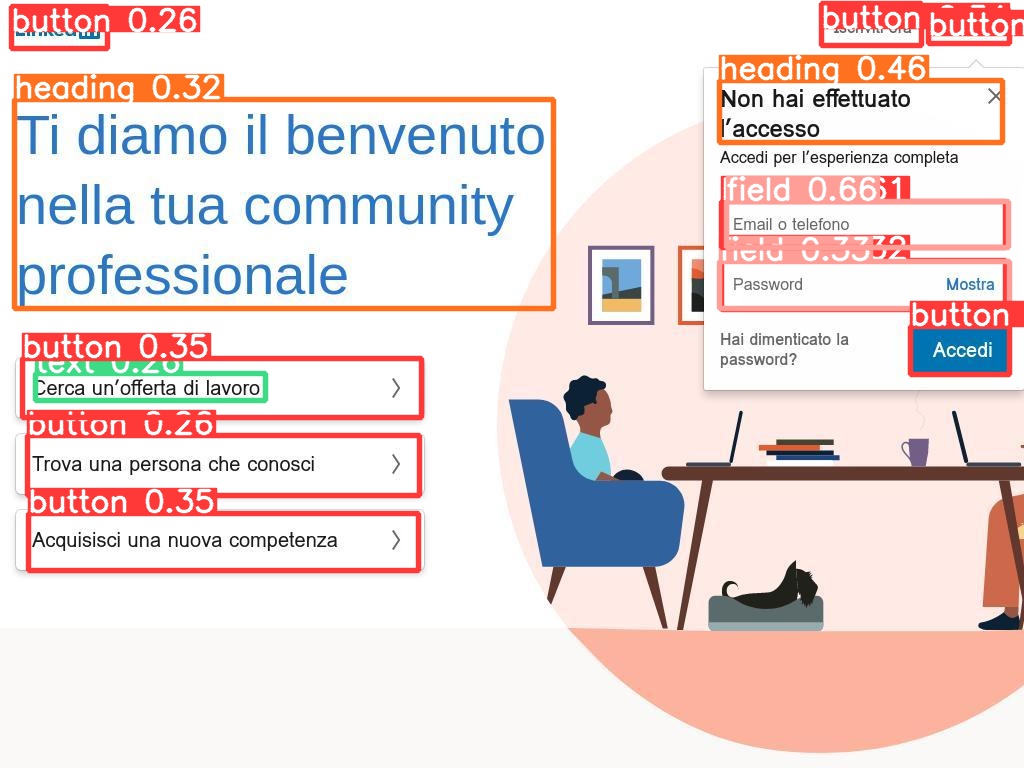 button 0.26
button
button
Iscriviti ora
heading 0.32
Ti diamo il benvenuto
nella tua community
professionale
button 0.35
text 0.26
Cerca un'offerta di lavoro
button 0.26
Trova una persona che conosci
button 0.35
Acquisisci una nuova competenza
heading 0.46
Non hai effettuato
l'accesso
Accedi per l'esperienza completa
field 0.66
Email o telefono
field 0.33
Password Mostra
Hai dimenticato la
password?
button
Accedi